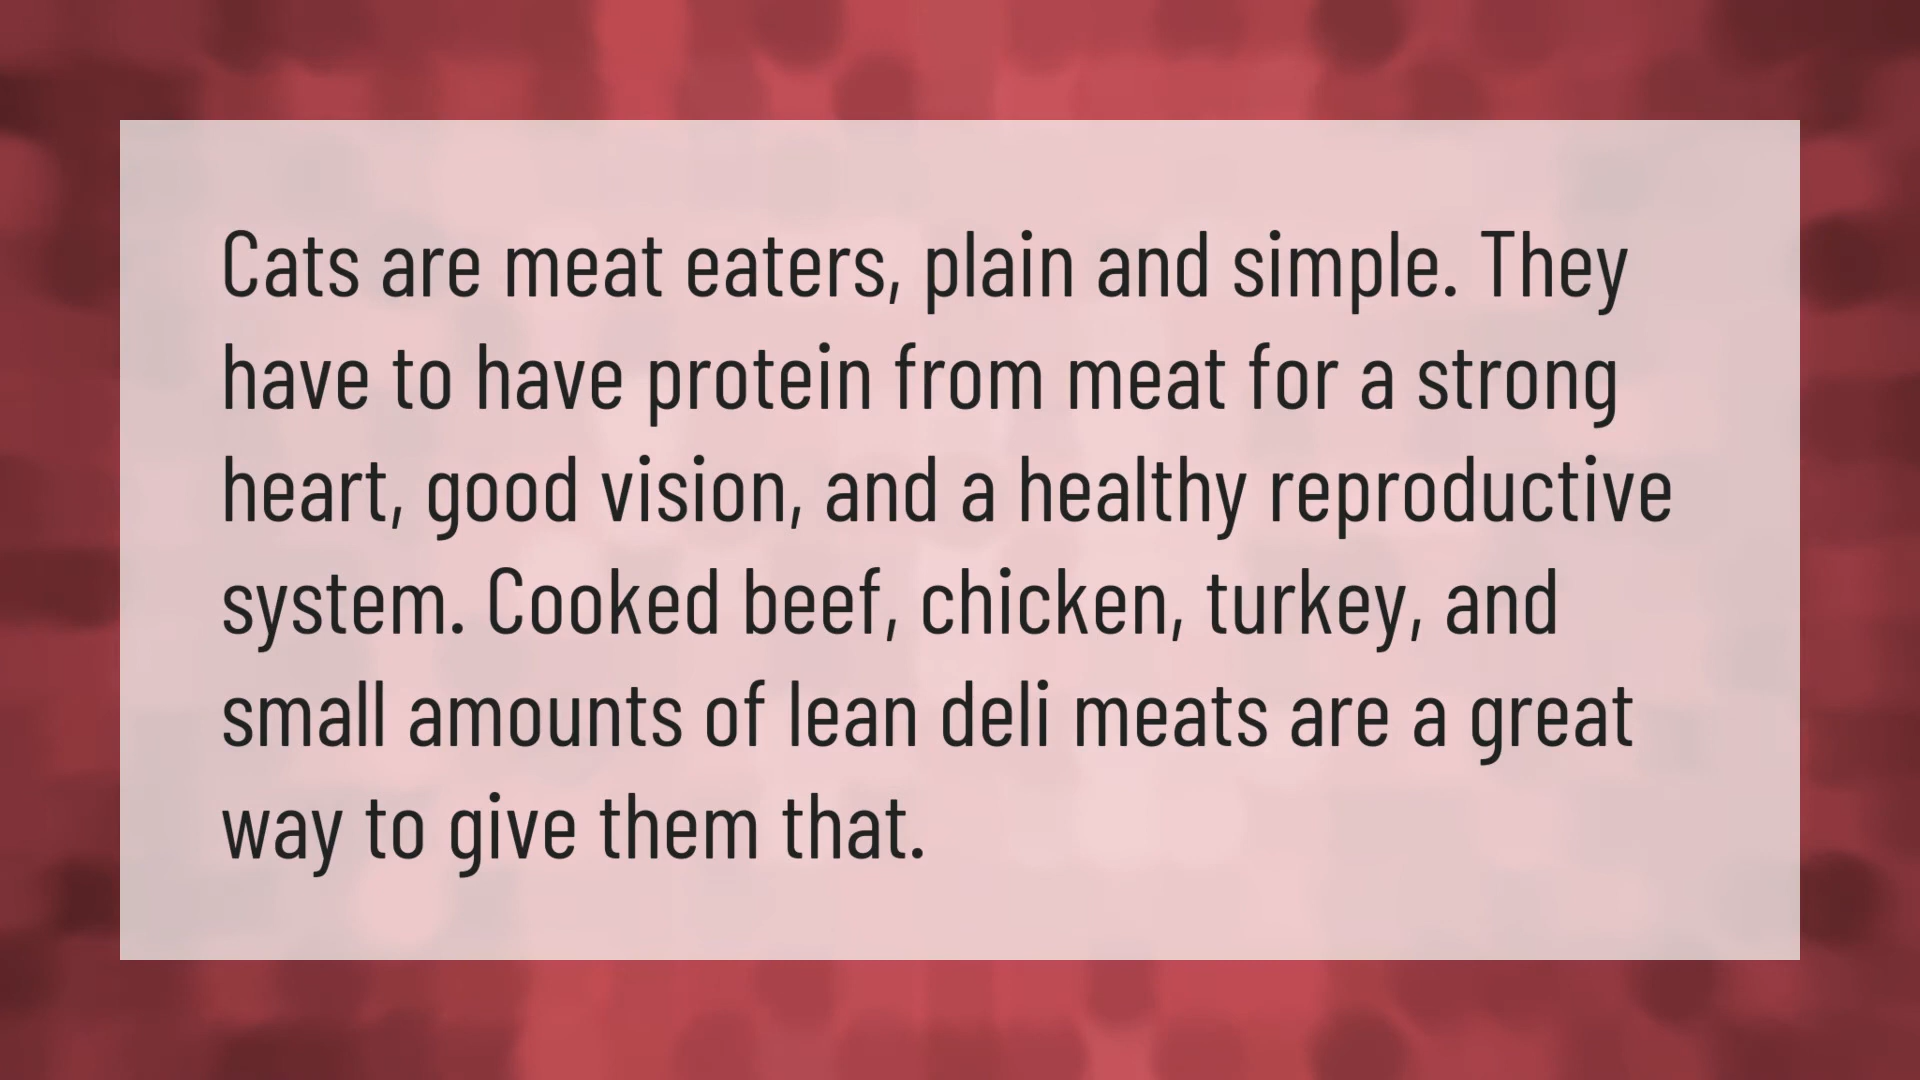 Cats are meat eaters, plain and simple. They
have to have protein from meat for a strong
heart, good vision, and a healthy reproductive
system. Cooked beef, chicken, turkey, and
small amounts of lean deli meats are a great
way to give them that.